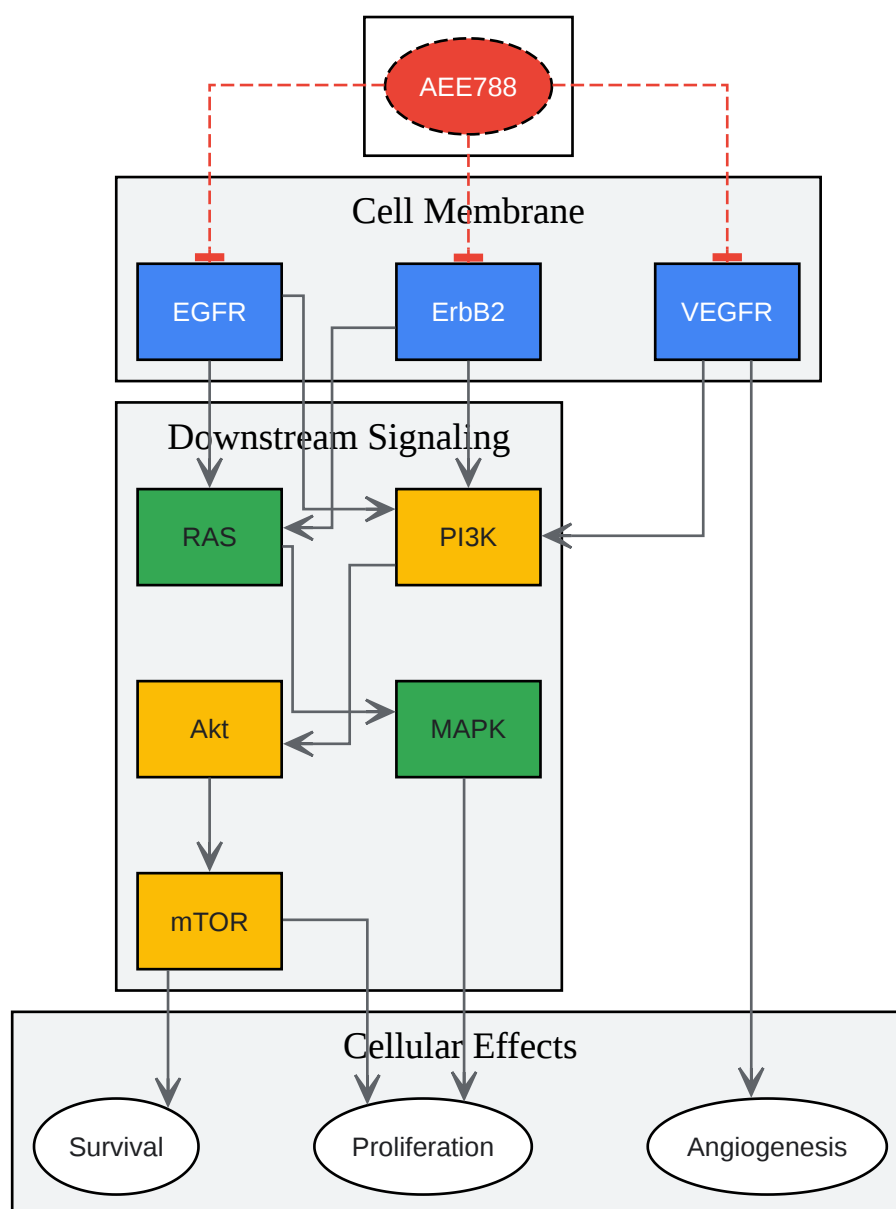 AEE788
Cell Membrane
EGFR
ErbB2
VEGFR
Downstream Signaling
RAS
PI3K
Akt
MAPK
mTOR
Cellular Effects
Survival
Proliferation
Angiogenesis